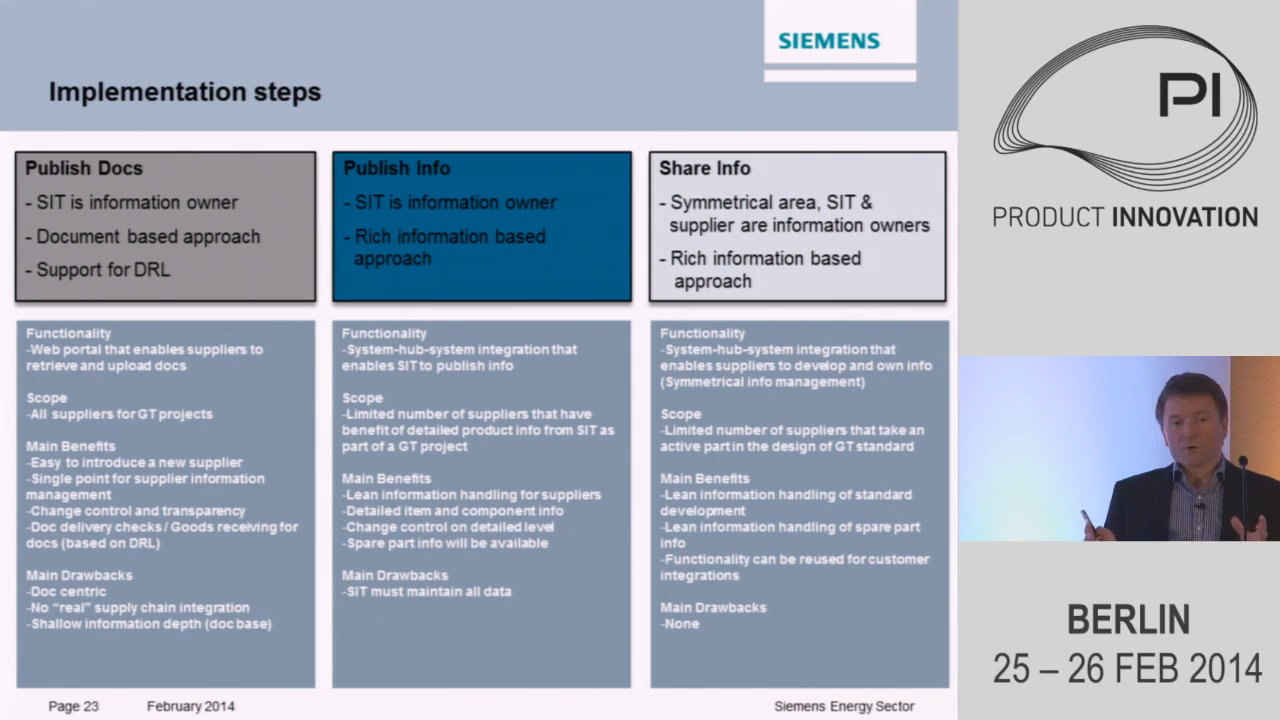 SIEMENS
Implementation steps
Publish Docs
- SIT is information owner
- Document based approach
- Support for DRL
Publish Info
- SIT is information owner
- Rich information based
approach
Share Info
- Symmetrical area, SIT &
supplier are information owners
- Rich information based
approach
Functionality
-Web portal that enables suppliers to
retrieve and upload docs
Scope
-All suppliers for GT projects
Main Benefits
-Easy to introduce a new supplier
-Single point for supplier information
management
-Change control and transparency
-Doc delivery checks / Goods receiving for
docs (based on DRL)
Main Drawbacks
-Doc centric
-No “real” supply chain integration
-Shallow information depth (doc base)
Functionality
-System-hub-system integration that
enables SIT to publish info
Scope
-Limited number of suppliers that have
benefit of detailed product info from SIT as
part of a GT project
Main Benefits
-Lean information handling for suppliers
-Detailed item and component info
-Change control on detailed level
-Spare part info will be available
Main Drawbacks
-SIT must maintain all data
Functionality
-System-hub-system integration that
enables suppliers to develop and own info
(Symmetrical info management)
Scope
-Limited number of suppliers that take an
active part in the design of GT standard
Main Benefits
-Lean information handling of standard
development
-Lean information handling of spare part
info
-Functionality can be reused for customer
integrations
Main Drawbacks
-None
Page 23
February 2014
Siemens Energy Sector
PI
PRODUCT INNOVATION
BERLIN
25 – 26 FEB 2014